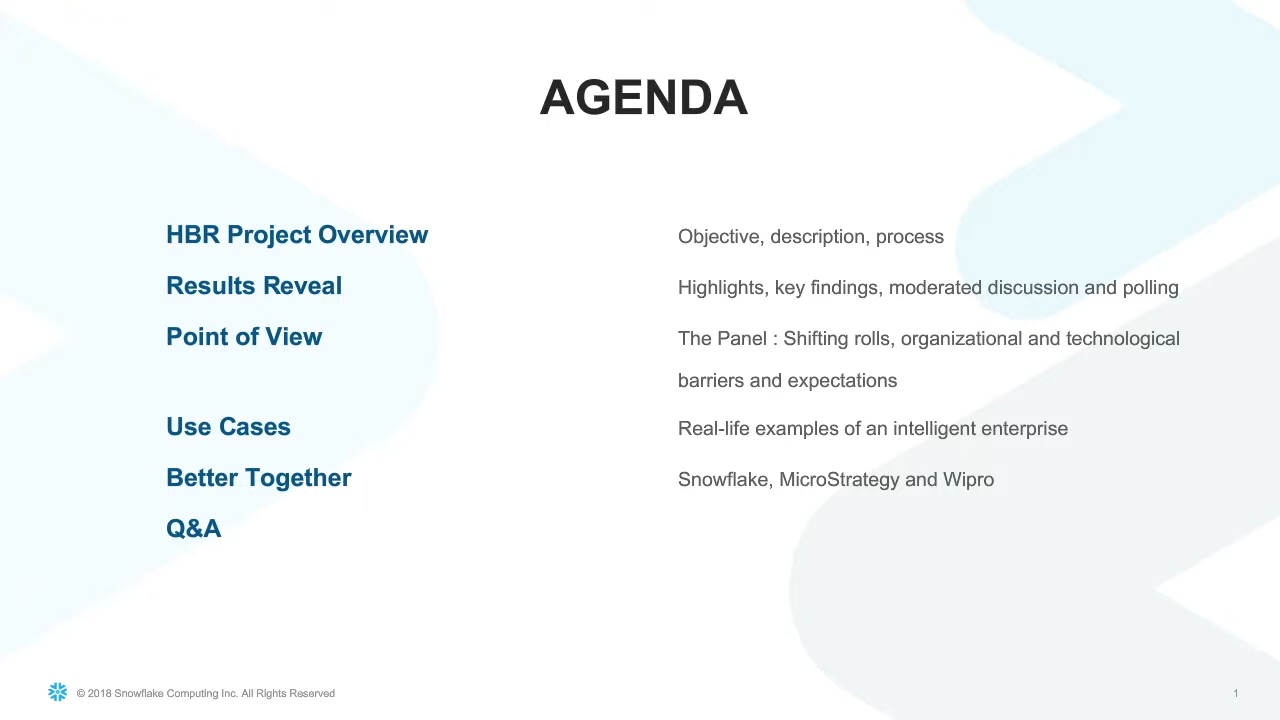 AGENDA
HBR Project Overview
Objective, description, process
Results Reveal
Highlights, key findings, moderated discussion and polling
Point of View
The Panel : Shifting rolls, organizational and technological
barriers and expectations
Use Cases
Real-life examples of an intelligent enterprise
Better Together
Snowflake, MicroStrategy and Wipro
Q&A
© 2018 Snowflake Computing Inc. All Rights Reserved
1